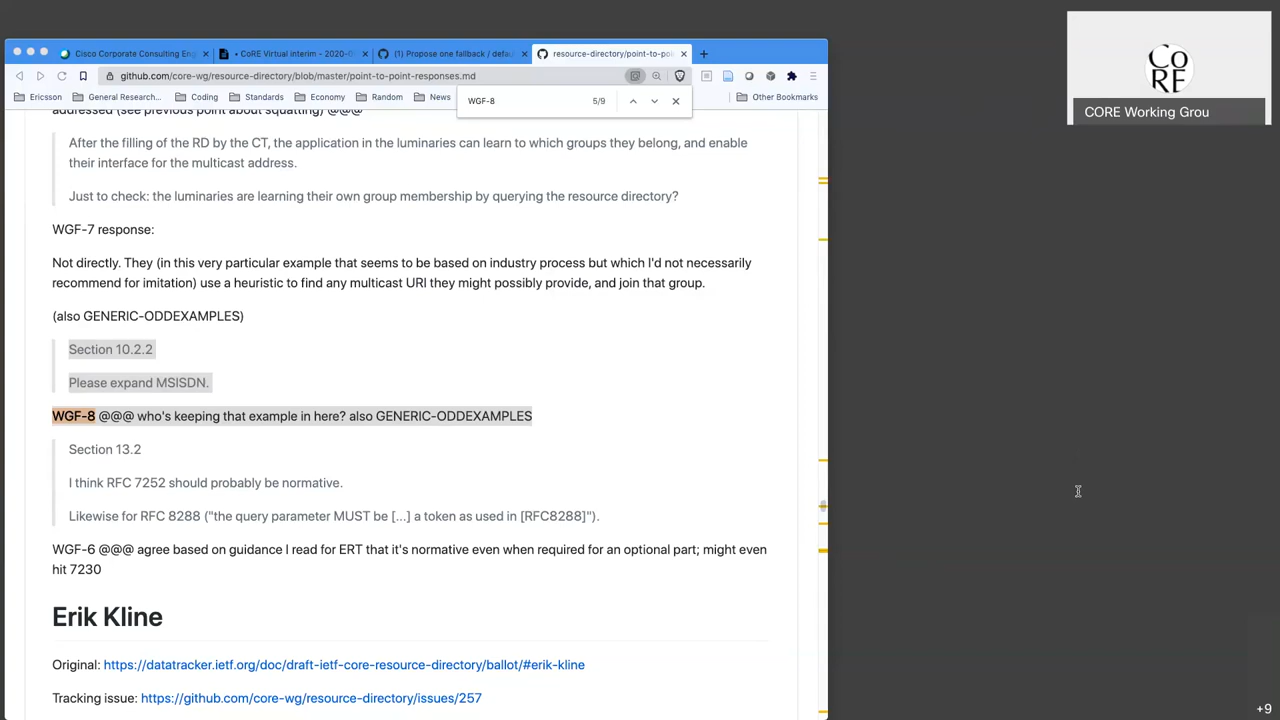 Cisco Corporate Consulting Eng
CoRE Virtual interim - 2020-0
(1) Propose one fallback / defau
resource-directory/point-to-poi
github.com/core-wg/resource-directory/blob/master/point-to-point-responses.md
Ericsson
General Research...
Coding
Standards
Economy
Random
News
Other Bookmarks
WGF-8
5/9
addressed (see previous point about squatting) @@@
After the filling of the RD by the CT, the application in the luminaries can learn to which groups they belong, and enable
their interface for the multicast address.
Just to check: the luminaries are learning their own group membership by querying the resource directory?
WGF-7 response:
Not directly. They (in this very particular example that seems to be based on industry process but which I'd not necessarily
recommend for imitation) use a heuristic to find any multicast URI they might possibly provide, and join that group.
(also GENERIC-ODDEXAMPLES)
Section 10.2.2
Please expand MSISDN.
WGF-8 @@@ who's keeping that example in here? also GENERIC-ODDEXAMPLES
Section 13.2
I think RFC 7252 should probably be normative.
Likewise for RFC 8288 ("the query parameter MUST be [...] a token as used in [RFC8288]").
WGF-6 @@@ agree based on guidance I read for ERT that it's normative even when required for an optional part; might even
hit 7230
Erik Kline
Original: https://datatracker.ietf.org/doc/draft-ietf-core-resource-directory/ballot/#erik-kline
Tracking issue: https://github.com/core-wg/resource-directory/issues/257
CO
RE
CORE Working Grou
+9